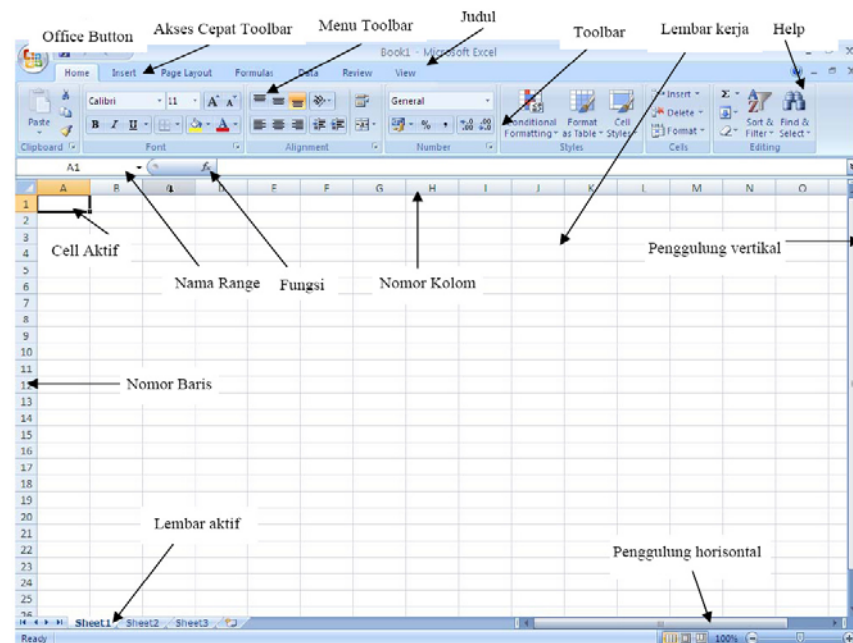 Office Button Akses Cepat Toolbar Menu Toolbar Judul Toolbar Lembar kerja Help
Book1 - Microsoft Excel
Home Insert Page Layout Formulas Data Review View
Calibri 11 A A General Insert Σ
Paste B I U A % , Conditional Formatting Format as Table Cell Styles Delete Format Sort & Filter Find & Select
Clipboard Font Alignment Number Styles Cells Editing
A1 fx
A B C D E F G H I J K L M N O
1
2
3
4 Cell Aktif Penggulung vertikal
5
6 Nama Range Fungsi Nomor Kolom
7
8
9
10
11
12 Nomor Baris
13
14
15
16
17
18
19
20 Lembar aktif
21
22 Penggulung horisontal
23
24
25
26
Sheet1 Sheet2 Sheet3
Ready 100%